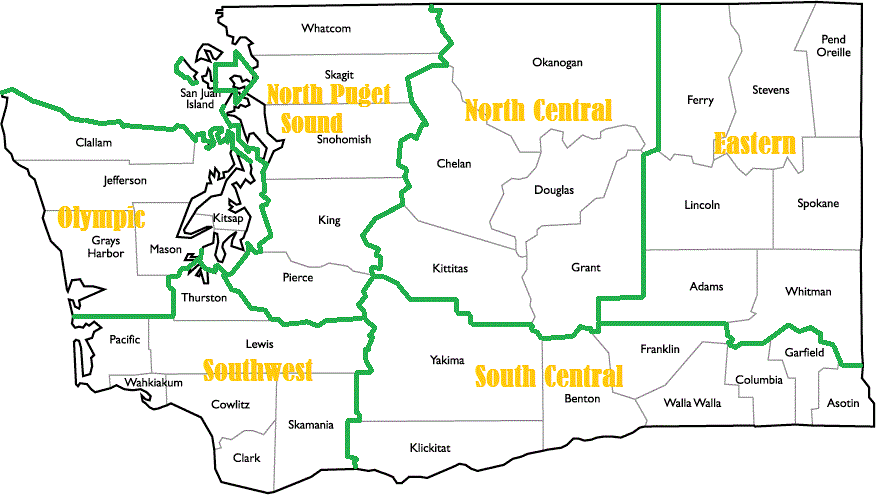 Whatcom
Pend
Oreille
Okanogan
Skagit
San Juan
Island
North Puget
Sound
North Central
Ferry
Stevens
Eastern
Clallam
Snohomish
Chelan
Jefferson
Douglas
Olympic
Kitsap
King
Lincoln
Spokane
Grays
Harbor
Mason
Kittitas
Grant
Pierce
Thurston
Adams
Whitman
Pacific
Lewis
Yakima
Franklin
Garfield
Southwest
South Central
Wahkiakum
Columbia
Benton
Walla Walla
Asotin
Cowlitz
Skamania
Klickitat
Clark